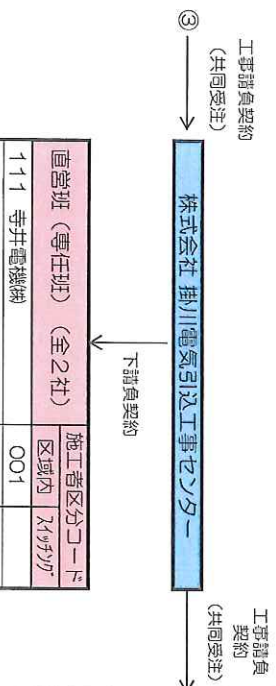 工事請負契約
(共同受注)
③
株式会社 掛川電気引込工事センター
工事請負
契約
(共同受注)
下請負契約
直営班（専任班）（全2社） 施工者区分コード
区域内 スイッチング
111 寺井電機㈱ 001